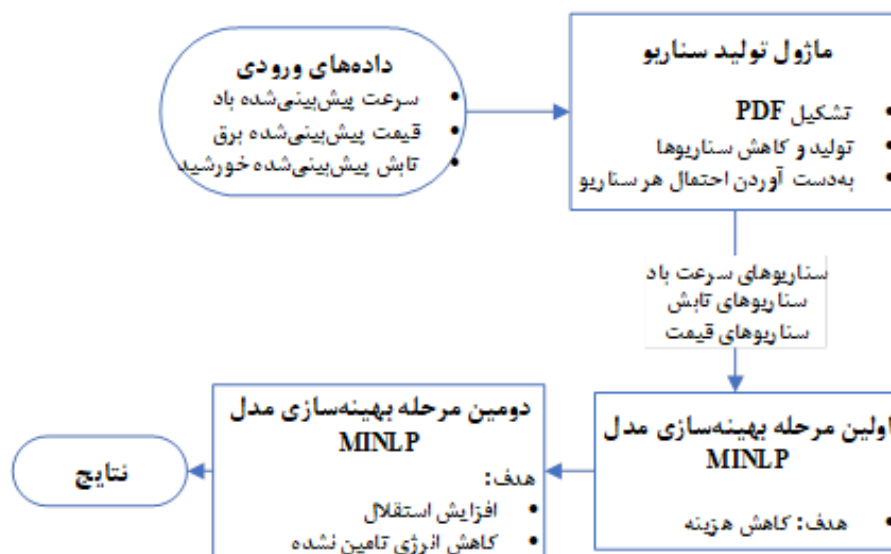 داده‌های ورودی
• سرعت پیش‌بینی‌شده باد
• قیمت پیش‌بینی‌شده برق
• تابش پیش‌بینی‌شده خورشید
ماژول تولید سناریو
• تشکیل PDF
• تولید و کاهش سناریوها
• به‌دست آوردن احتمال هر سناریو
سناریوهای سرعت باد
سناریوهای تابش
سناریوهای قیمت
اولین مرحله بهینه‌سازی مدل
MINLP
• هدف: کاهش هزینه
دومین مرحله بهینه‌سازی مدل
MINLP
هدف:
• افزایش استقلال
• کاهش انرژی تامین نشده
نتایج